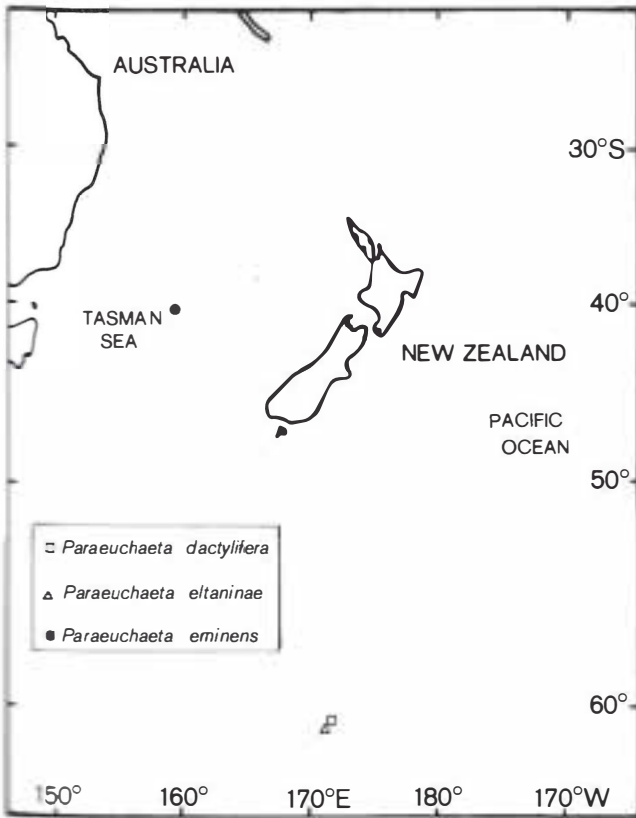 AUSTRALIA
30°S
40°
TASMAN
SEA
NEW ZEALAND
PACIFIC
OCEAN
50°
Paraeuchaeta dactylifera
Paraeuchaeta eltaninae
Paraeuchaeta eminens
60°
150°
160°
170°E
180°
170°W